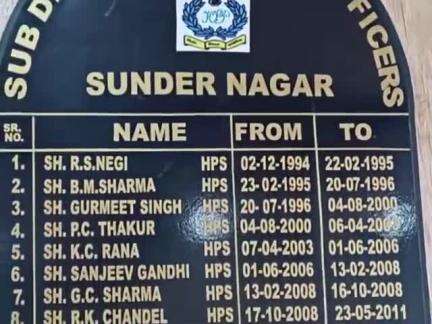 SUB D
FICERS
SUNDER NAGAR
SR. NO. NAME FROM TO
1. SH. R.S.NEGI HPS 02-12-1994 22-02-1995
2. SH. B.M.SHARMA HPS 23-02-1995 20-07-1996
3. SH. GURMEET SINGH HPS 20-07-1996 04-08-2000
4. SH. P.C. THAKUR HPS 04-08-2000 06-04-200
5. SH. K.C. RANA HPS 07-04-2003 01-06-2006
6. SH. SANJEEV GANDHI HPS 01-06-2006 13-02-2008
7. SH. G.C. SHARMA HPS 13-02-2008 16-10-2008
8. SH. R.K. CHANDEL HPS 17-10-2008 23-05-2011